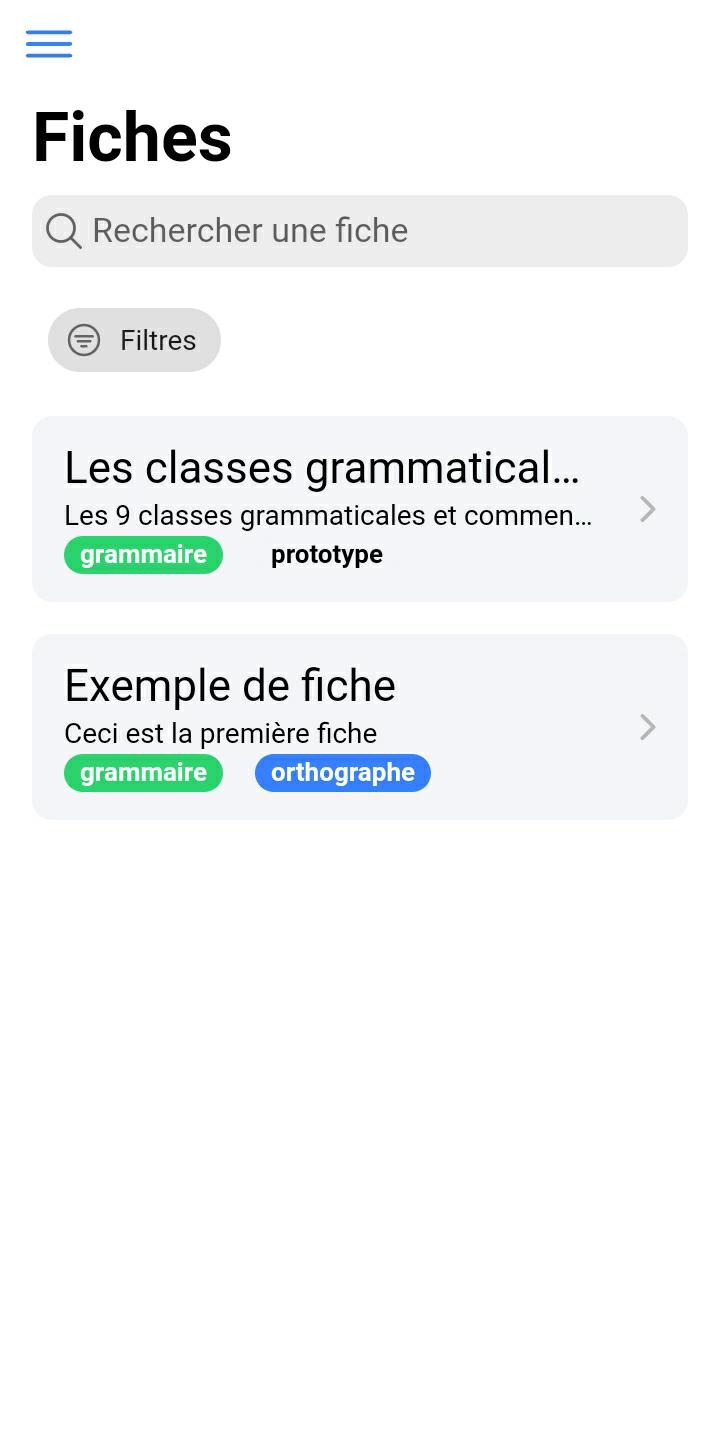 Fiches
Rechercher une fiche
Filtres
Les classes grammatical...
Les 9 classes grammaticales et commen...
grammaire prototype
Exemple de fiche
Ceci est la première fiche
grammaire orthographe